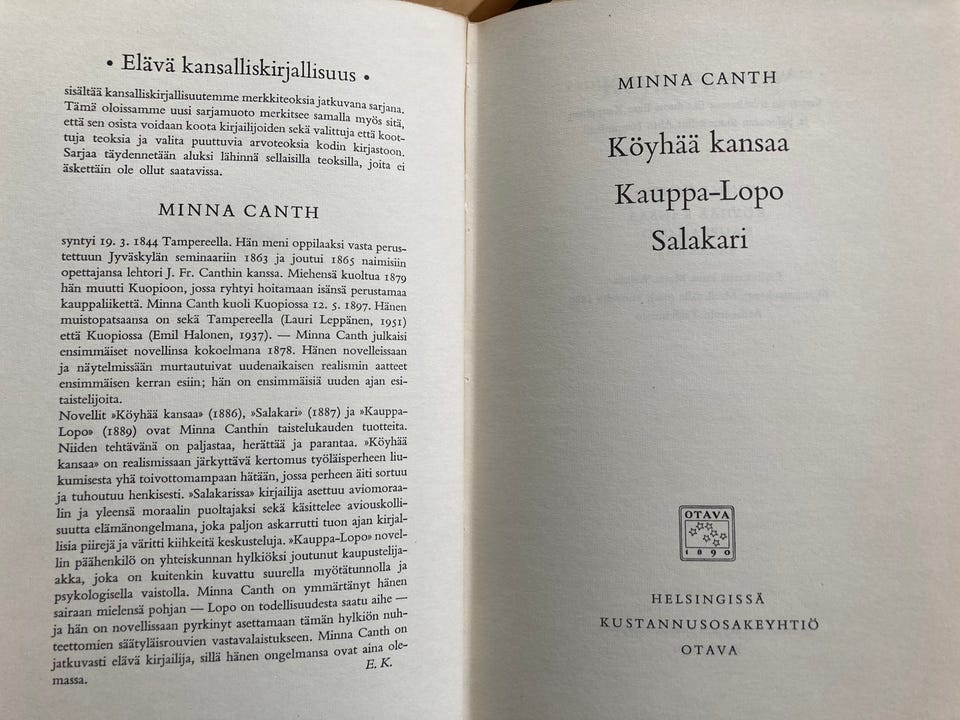 • Elävä kansalliskirjallisuus •
sisältää kansalliskirjallisuutemme merkkiteoksia jatkuvana sarjana.
Tämä oloissamme uusi sarjamuoto merkitsee samalla myös sitä,
että sen osista voidaan koota kirjailijoiden sekä valittuja että koot-
tuja teoksia ja valita puuttuvia arvoteoksia kodin kirjastoon.
Sarjaa täydennetään aluksi lähinnä sellaisilla teoksilla, joita ei
äskettäin ole ollut saatavissa.
MINNA CANTH
syntyi 19. 3. 1844 Tampereella. Hän meni oppilaaksi vasta perus-
tettuun Jyväskylän seminaariin 1863 ja joutui 1865 naimisiin
opettajansa lehtori J. Fr. Canthin kanssa. Miehensä kuoltua 1879
hän muutti Kuopioon, jossa ryhtyi hoitamaan isänsä perustamaa
kauppaliikettä. Minna Canth kuoli Kuopiossa 12. 5. 1897. Hänen
muistopatsaansa on sekä Tampereella (Lauri Leppänen, 1951)
että Kuopiossa (Emil Halonen, 1937). — Minna Canth julkaisi
ensimmäiset novellinsa kokoelmana 1878. Hänen novelleissaan
ja näytelmissään murtautuivat uudenaikaisen realismin aatteet
ensimmäisen kerran esiin; hän on ensimmäisiä uuden ajan esi-
taistelijoita.
Novellit »Köyhää kansaa» (1886), »Salakari» (1887) ja »Kauppa-
Lopo» (1889) ovat Minna Canthin taistelukauden tuotteita.
Niiden tehtävänä on paljastaa, herättää ja parantaa. »Köyhää
kansaa» on realismissaan järkyttävä kertomus työläisperheen liu-
kumisesta yhä toivottomampaan hätään, jossa perheen äiti sortuu
ja tuhoutuu henkisesti. »Salakarissa» kirjailija asettuu aviomoraa-
lin ja yleensä moraalin puoltajaksi sekä käsittelee aviouskolli-
suutta elämänongelmana, joka paljon askarrutti tuon ajan kirjal-
lisia piirejä ja väritti kiihkeitä keskusteluja. »Kauppa-Lopo» novel-
lin päähenkilö on yhteiskunnan hylkiöksi joutunut kaupustelija-
akka, joka on kuitenkin kuvattu suurella myötätunnolla ja
psykologisella vaistolla. Minna Canth on ymmärtänyt hänen
sairaan mielensä pohjan — Lopo on todellisuudesta saatu aihe —
ja hän on novellissaan pyrkinyt asettamaan tämän hylkiön nuh-
teettomien säätyläisrouvien vastavalaistukseen. Minna Canth on
jatkuvasti elävä kirjailija, sillä hänen ongelmansa ovat aina ole-
massa.
E. K.
MINNA CANTH
Köyhää kansaa
Kauppa-Lopo
Salakari
OTAVA
1890
HELSINGISSÄ
KUSTANNUSOSAKEYHTIÖ
OTAVA